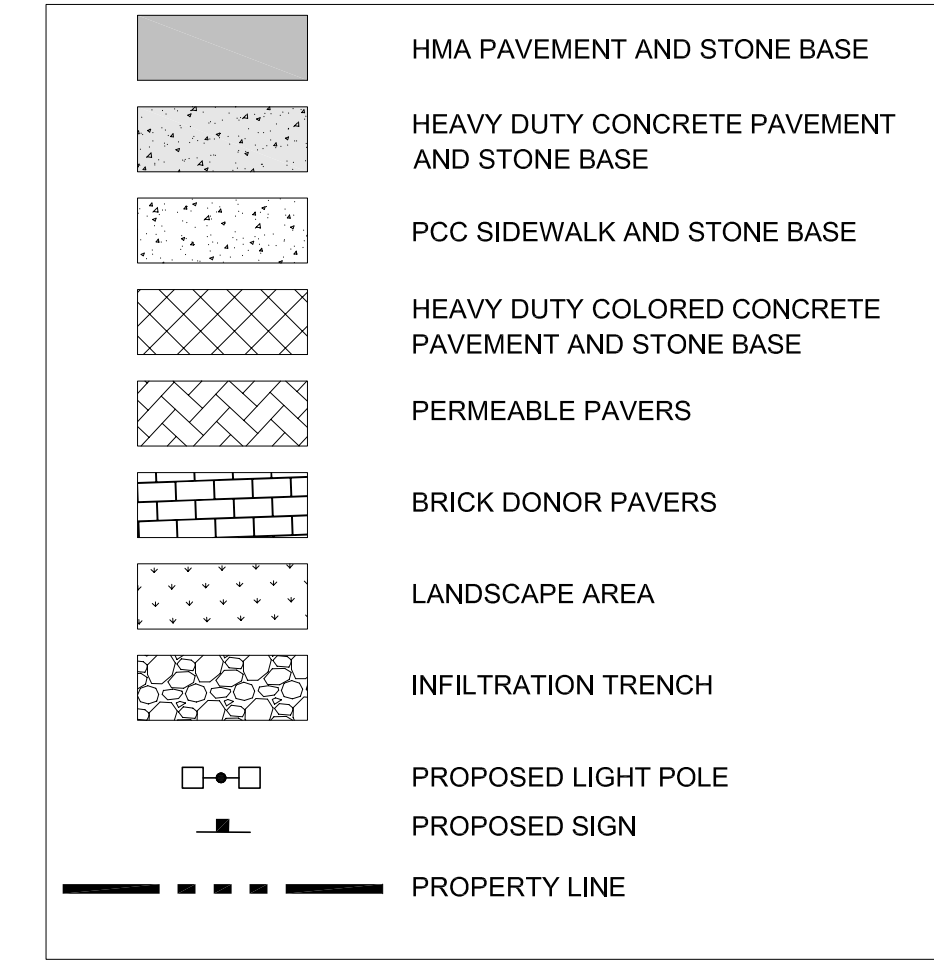 HMA PAVEMENT AND STONE BASE
HEAVY DUTY CONCRETE PAVEMENT
AND STONE BASE
PCC SIDEWALK AND STONE BASE
HEAVY DUTY COLORED CONCRETE
PAVEMENT AND STONE BASE
PERMEABLE PAVERS
BRICK DONOR PAVERS
LANDSCAPE AREA
INFILTRATION TRENCH
PROPOSED LIGHT POLE
PROPOSED SIGN
PROPERTY LINE